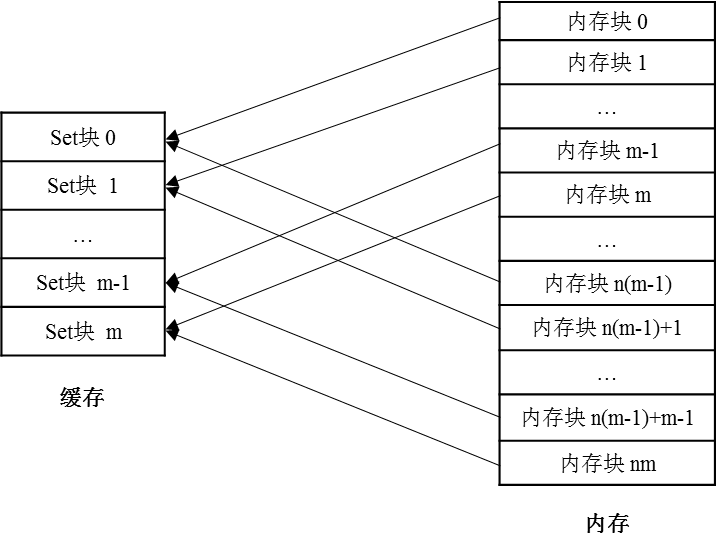 Set块 0
Set块 1
…
Set块 m-1
Set块 m
缓存
内存块 0
内存块 1
…
内存块 m-1
内存块 m
…
内存块 n(m-1)
内存块 n(m-1)+1
…
内存块 n(m-1)+m-1
内存块 nm
内存